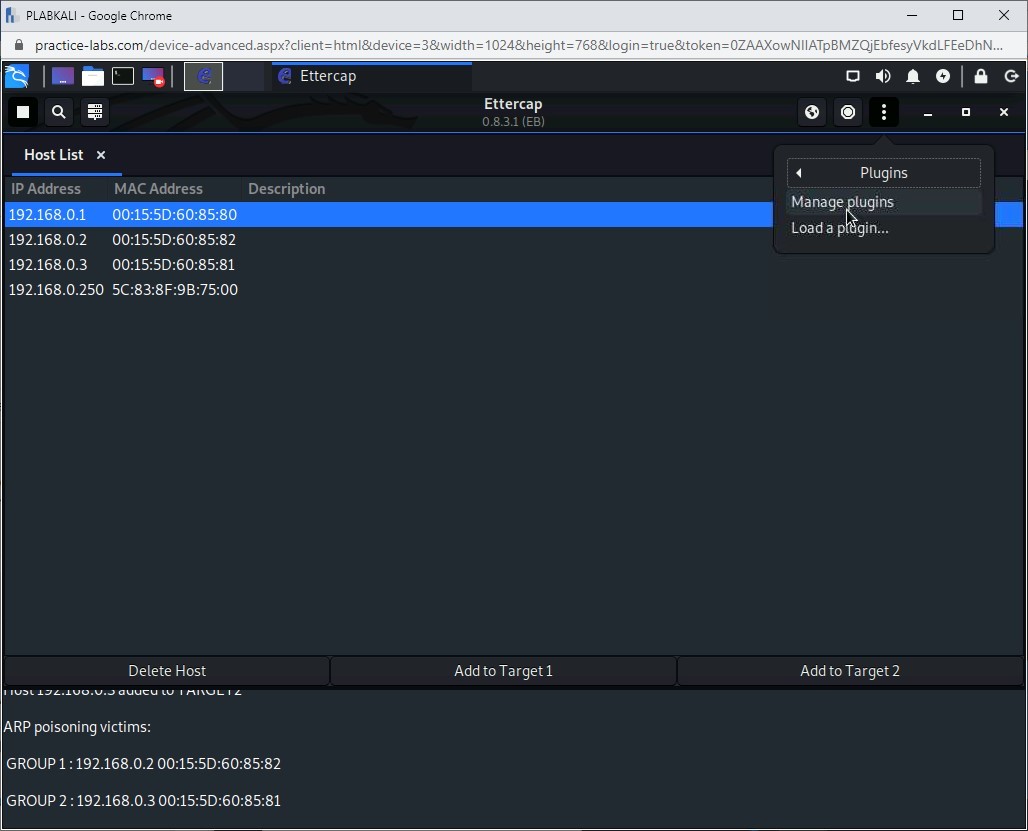 PLABKALI - Google Chrome
practice-labs.com/device-advanced.aspx?client=html&device=3&width=1024&height=768&login=true&token=0ZAAXowNIIATpBMZQjEbfesyVkdLFEeDhN...
Ettercap
Ettercap
0.8.3.1 (EB)
Host List
Plugins
IP Address MAC Address Description
Manage plugins
192.168.0.1 00:15:5D:60:85:80
Load a plugin...
192.168.0.2 00:15:5D:60:85:82
192.168.0.3 00:15:5D:60:85:81
192.168.0.250 5C:83:8F:9B:75:00
Delete Host Add to Target 1 Add to Target 2
Host 192.168.0.3 added to TARGET2
ARP poisoning victims:
GROUP 1 : 192.168.0.2 00:15:5D:60:85:82
GROUP 2 : 192.168.0.3 00:15:5D:60:85:81